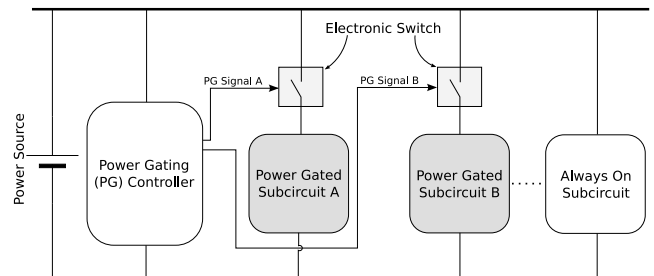 Electronic Switch
PG Signal A
PG Signal B
Power Source
Power Gating
(PG) Controller
Power Gated
Subcircuit A
Power Gated
Subcircuit B
Always On
Subcircuit